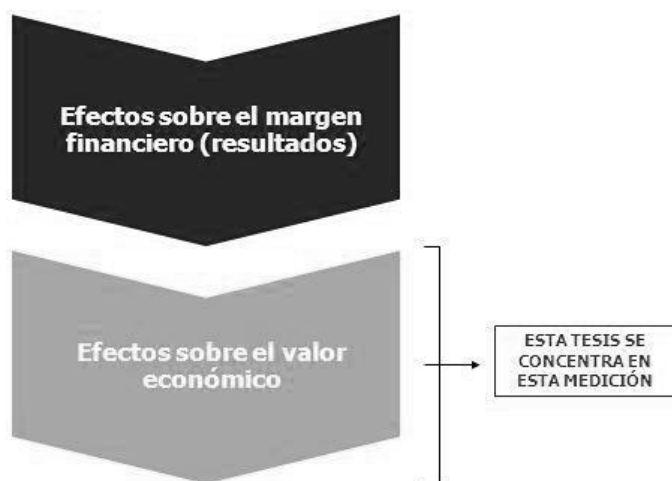 Efectos sobre el margen
financiero (resultados)
Efectos sobre el valor
económico
ESTA TESIS SE
CONCENTRA EN
ESTA MEDICIÓN